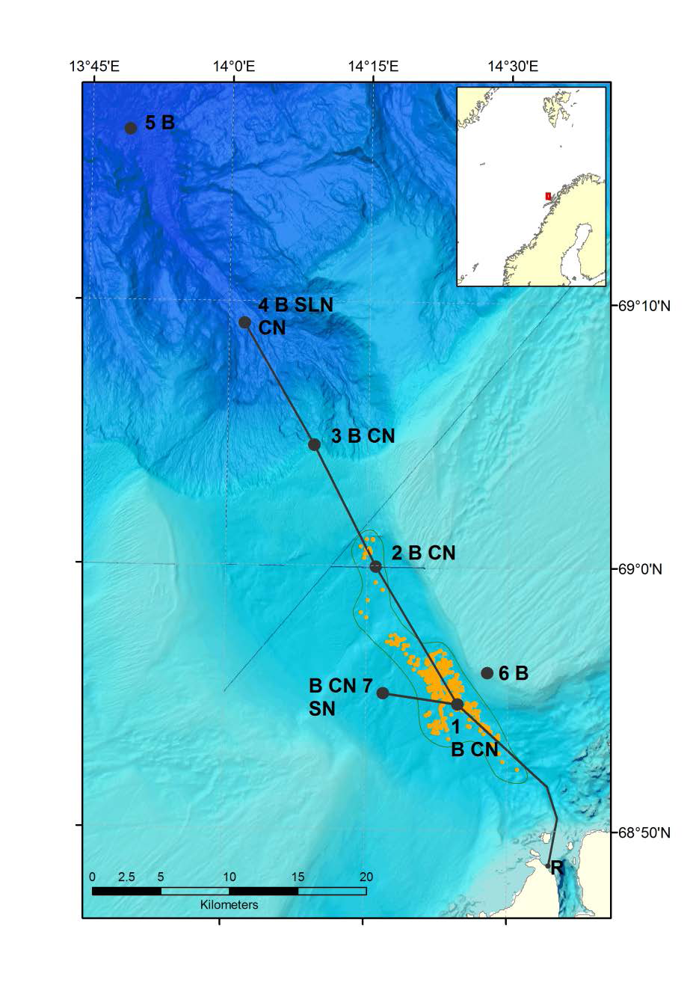 13°45'E 14°0'E 14°15'E 14°30'E
5 B
4 B SLN
CN
69°10'N
3 B CN
2 B CN
69°0'N
6 B
B CN 7
SN
1
B CN
68°50'N
R
0 2.5 5 10 15 20
Kilometers